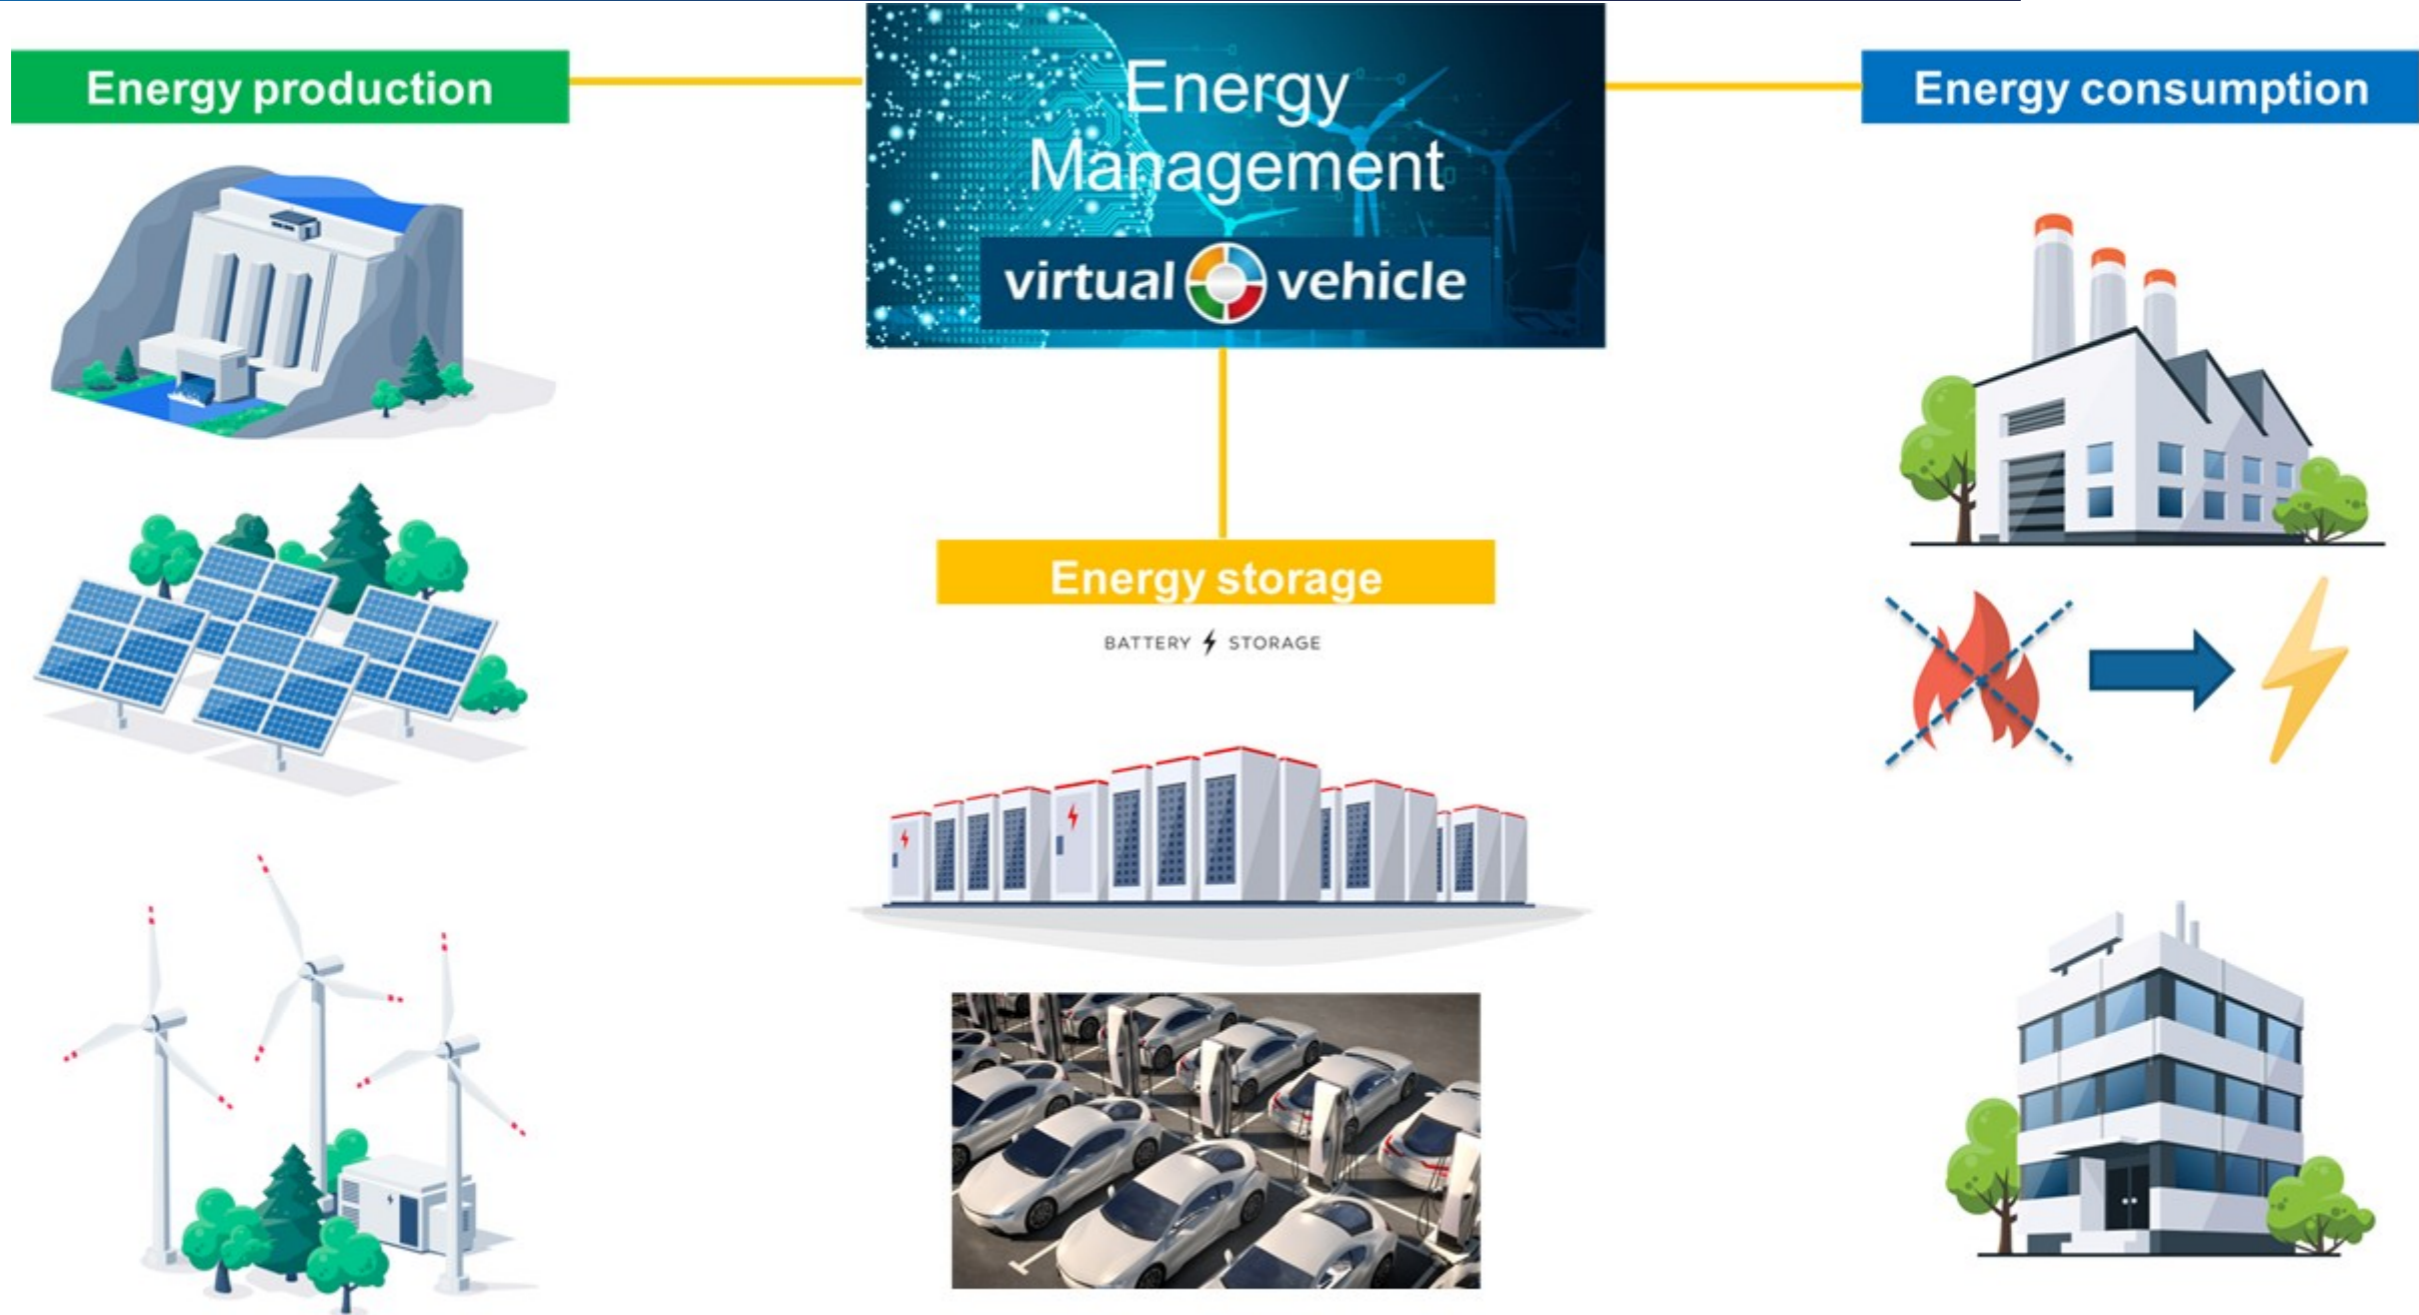 Energy production
Energy
Management
virtual vehicle
Energy consumption
Energy storage
BATTERY STORAGE